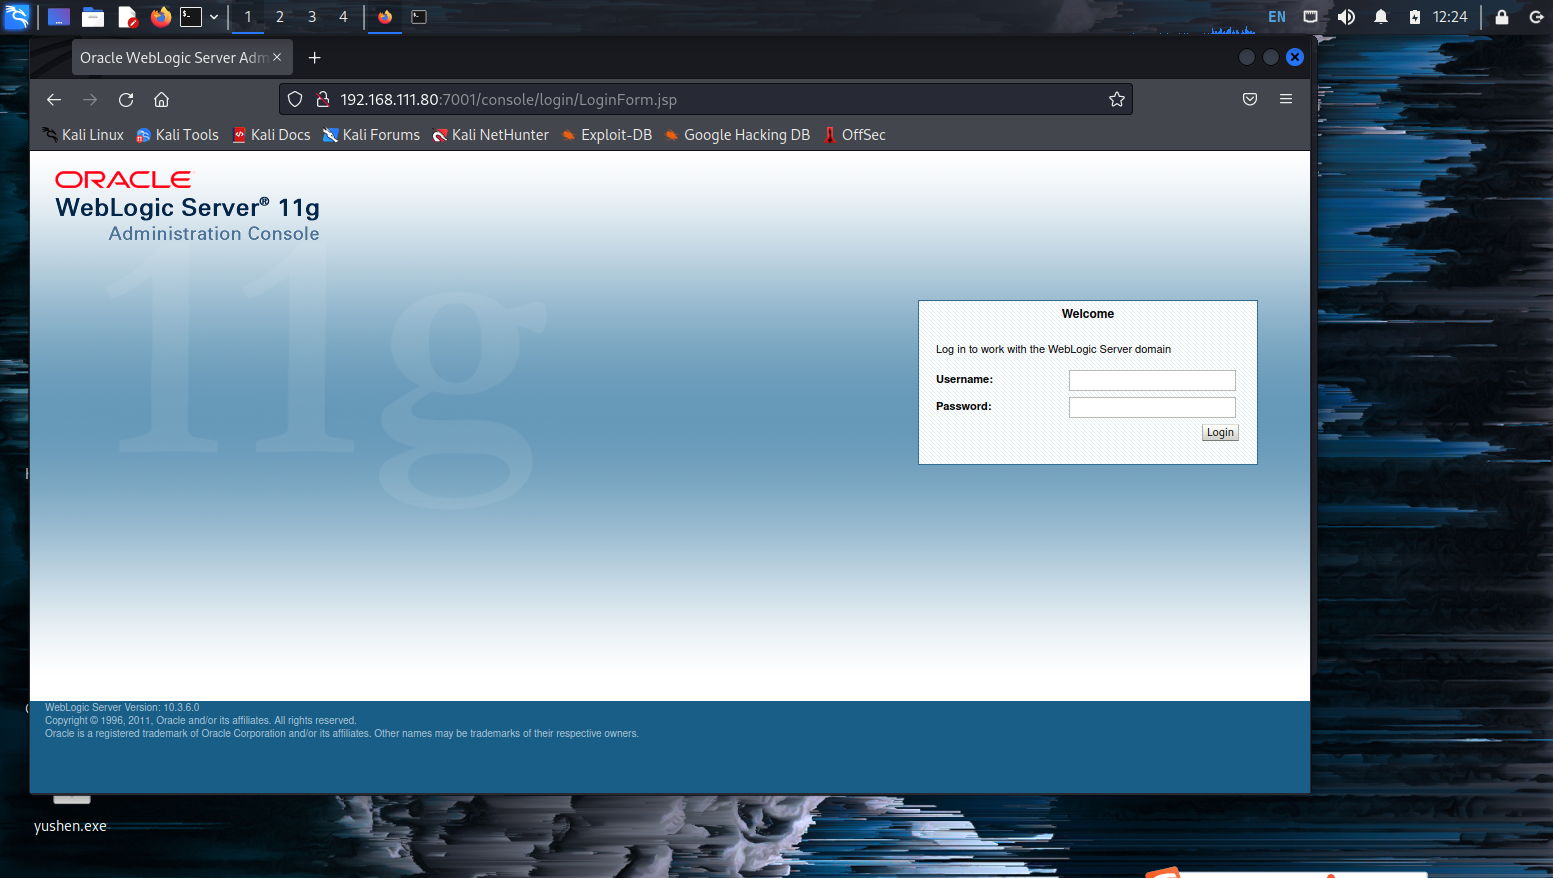 1 2 3 4 EN 12:24
Oracle WebLogic Server Adm
192.168.111.80:7001/console/login/LoginForm.jsp
Kali Linux Kali Tools Kali Docs Kali Forums Kali NetHunter Exploit-DB Google Hacking DB OffSec
ORACLE
WebLogic Server® 11g
Administration Console
11g
Welcome
Log in to work with the WebLogic Server domain
Username:
Password:
Login
WebLogic Server Version: 10.3.6.0
Copyright © 1996, 2011, Oracle and/or its affiliates. All rights reserved.
Oracle is a registered trademark of Oracle Corporation and/or its affiliates. Other names may be trademarks of their respective owners.
yushen.exe